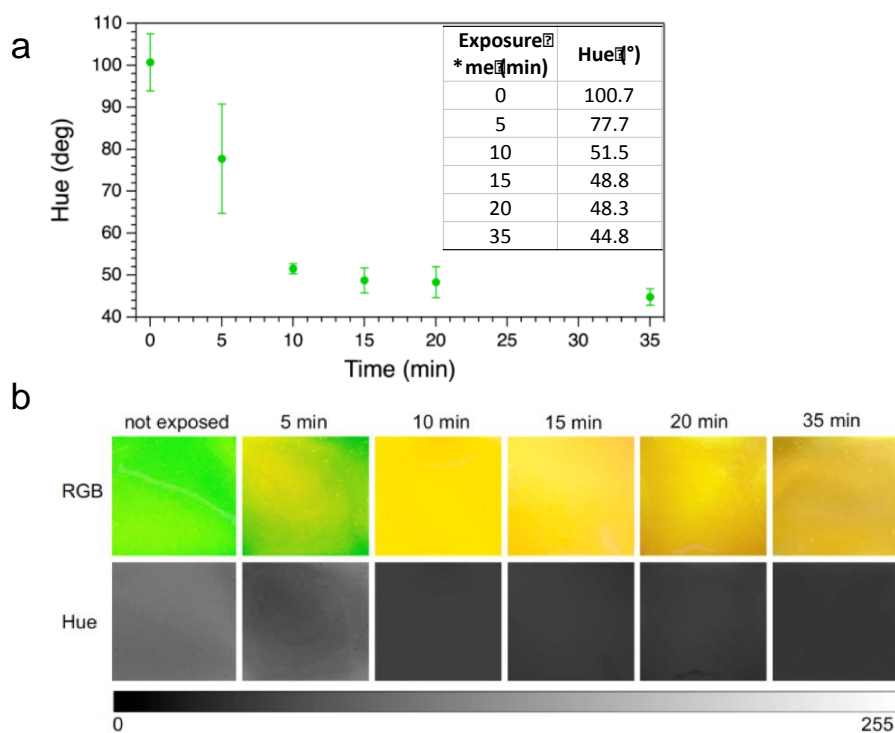 a
110
100
90
80
70
60
50
40
Hue (deg)
0 5 10 15 20 25 30 35
Time (min)
Exposure⍰ Hue⍰(°)
*me⍰(min)
0 100.7
5 77.7
10 51.5
15 48.8
20 48.3
35 44.8
b
not exposed 5 min 10 min 15 min 20 min 35 min
RGB
Hue
0 255